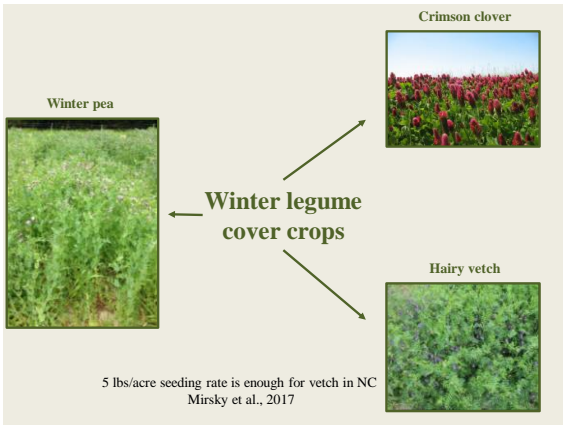 Crimson clover
Winter pea
Winter legume
cover crops
Hairy vetch
5 lbs/acre seeding rate is enough for vetch in NC
Mirsky et al., 2017